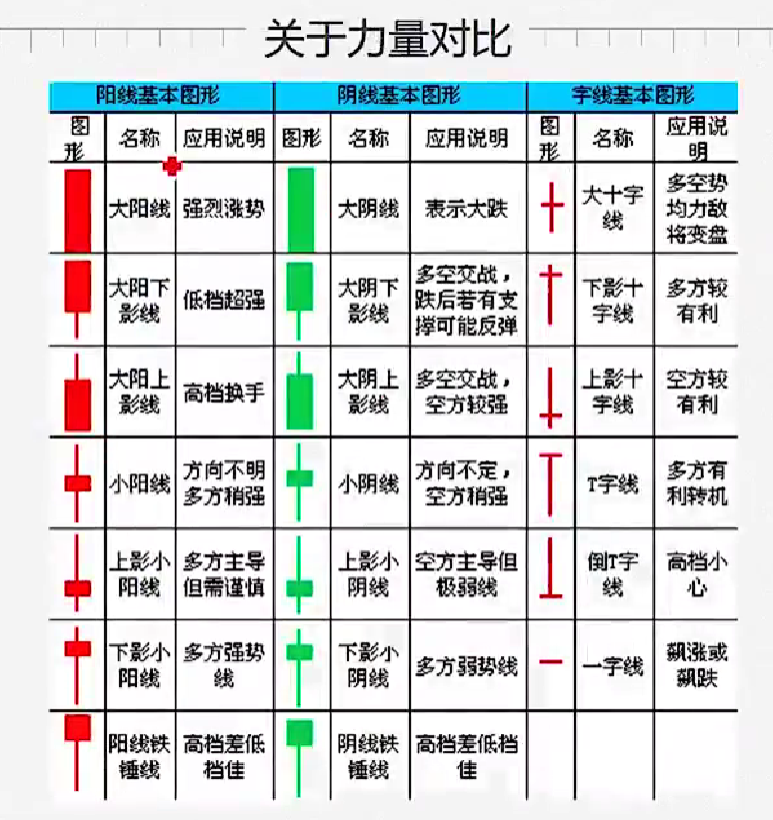 关于力量对比
阳线基本图形 阴线基本图形 字线基本图形
图形 名称 应用说明 图形 名称 应用说明 图形 名称 应用说明
大阳线 强烈涨势 大阴线 表示大跌 大十字线 多空势均力敌将变盘
大阳下影线 低档超强 大阴下影线 多空交战，跌后若有支撑可能反弹 下影十字线 多方较有利
大阳上影线 高档换手 大阴上影线 多空交战，空方较强 上影十字线 空方较有利
小阳线 方向不明多方稍强 小阴线 方向不定，空方稍强 T字线 多方有利转机
上影小阳线 多方主导但需谨慎 上影小阴线 空方主导但极弱线 倒T字线 高档小心
下影小阳线 多方强势线 下影小阴线 多方弱势线 一字线 飙涨或飙跌
阳线铁锤线 高档差低档佳 阴线铁锤线 高档差低档佳